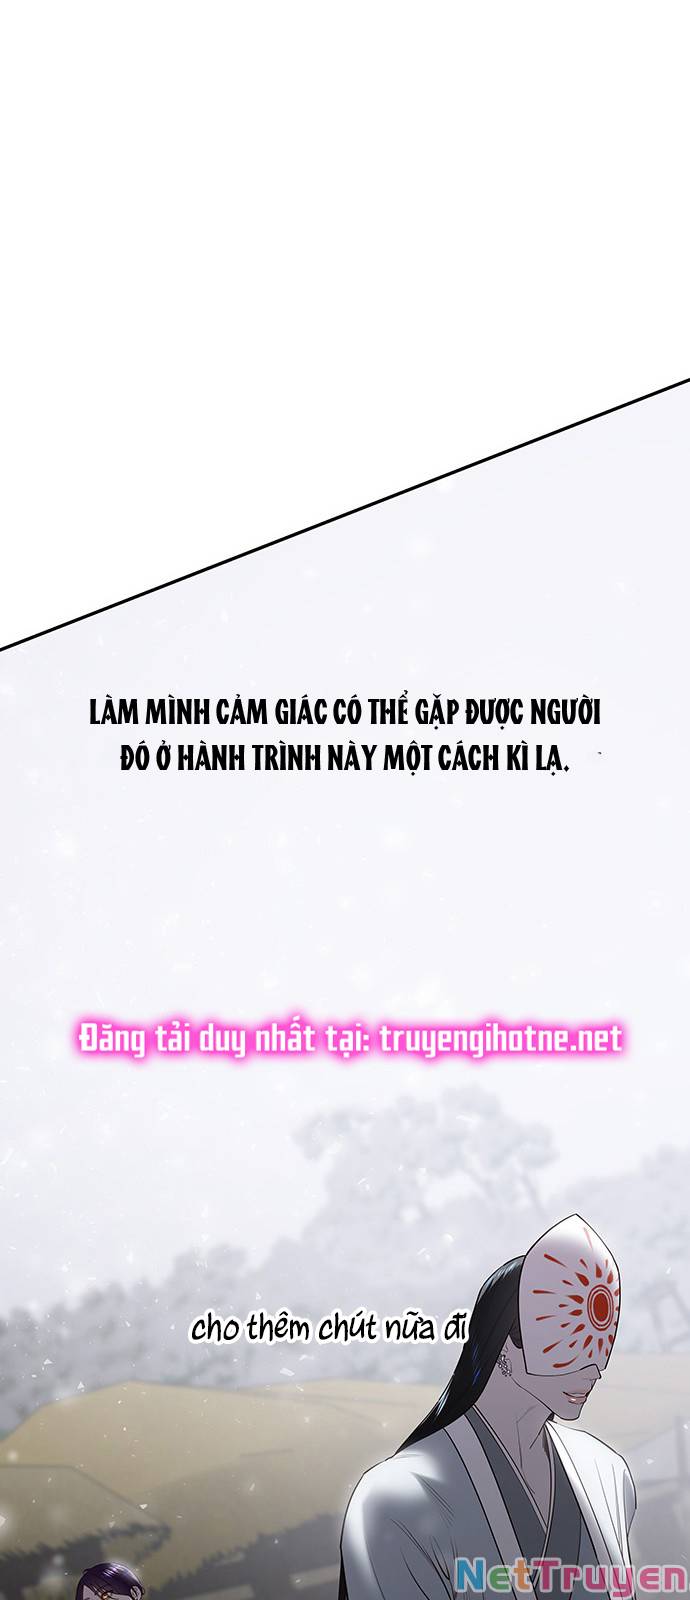 LÀM MÌNH CẢM GIÁC CÓ THỂ GẶP ĐƯỢC NGƯỜI
ĐÓ Ở HÀNH TRÌNH NÀY MỘT CÁCH KÌ LẠ.
Đăng tải duy nhất tại: truyengihotne.net
cho thêm chút nữa đi
NetTruyen